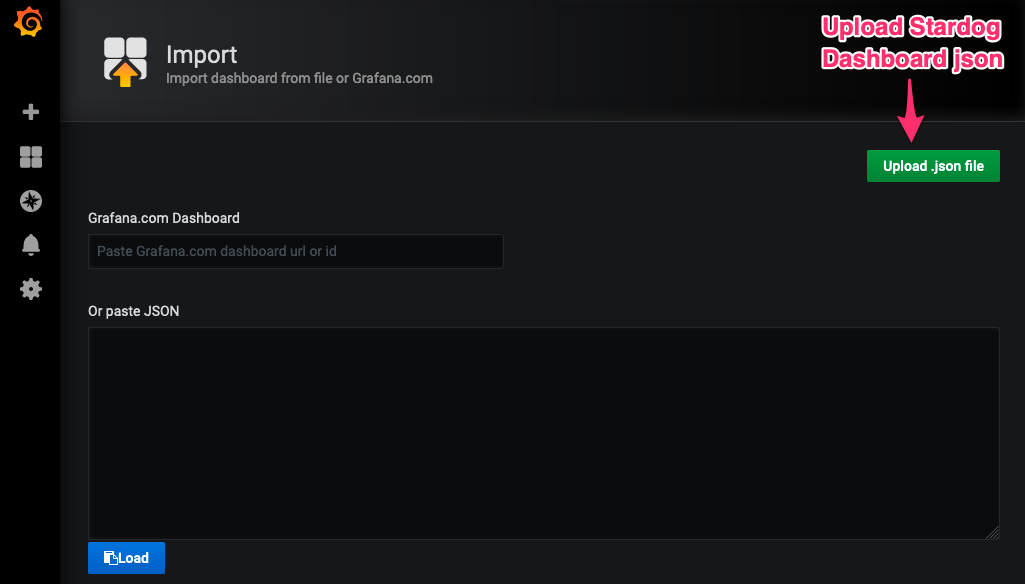 Upload Stardog
Dashboard json
Import
Import dashboard from file or Grafana.com
Upload .json file
Grafana.com Dashboard
Paste Grafana.com dashboard url or id
Or paste JSON
Load